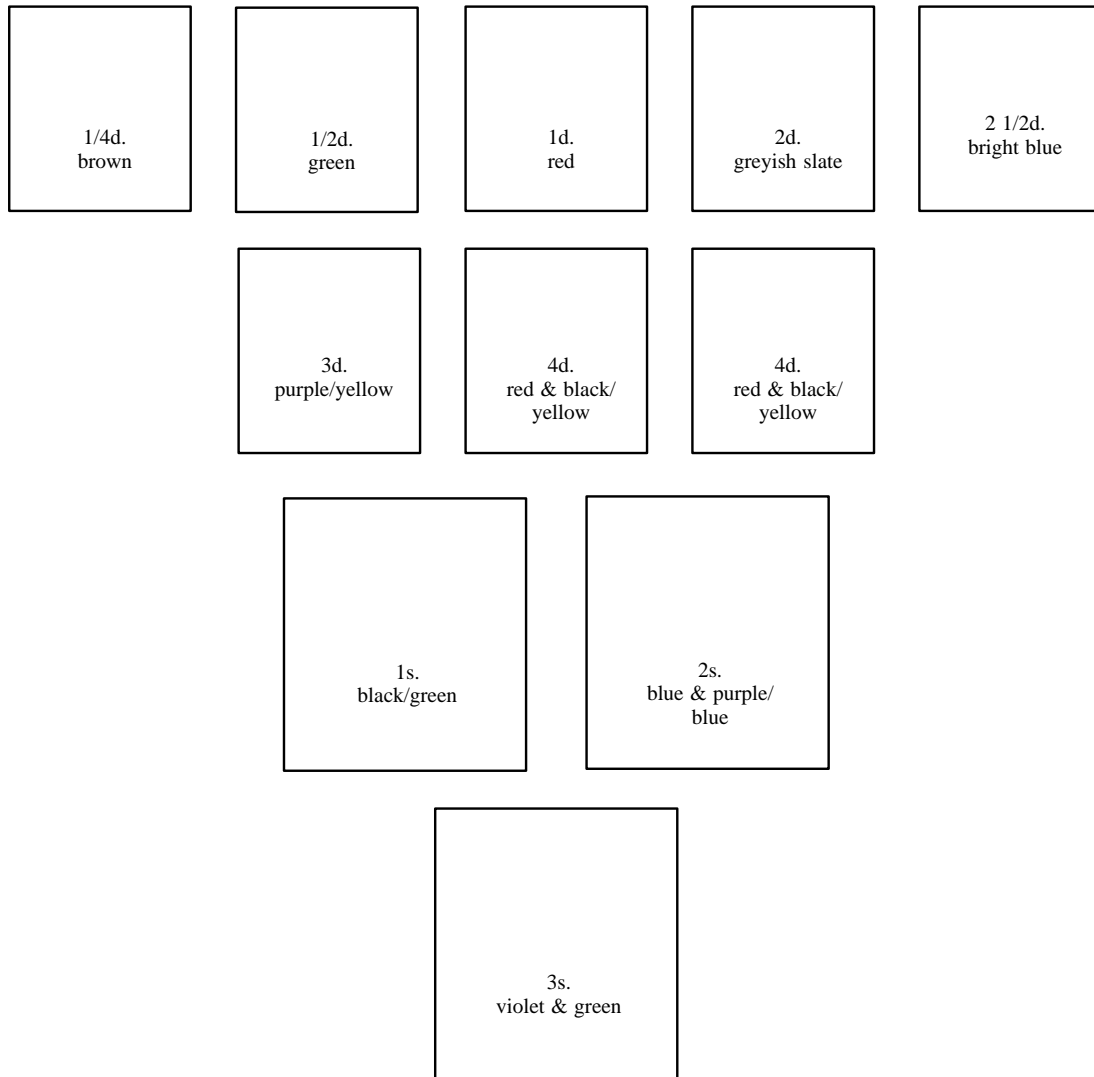 1/4d.
brown
1/2d.
green
1d.
red
2d.
greyish slate
2 1/2d.
bright blue
3d.
purple/yellow
4d.
red & black/
yellow
4d.
red & black/
yellow
1s.
black/green
2s.
blue & purple/
blue
3s.
violet & green